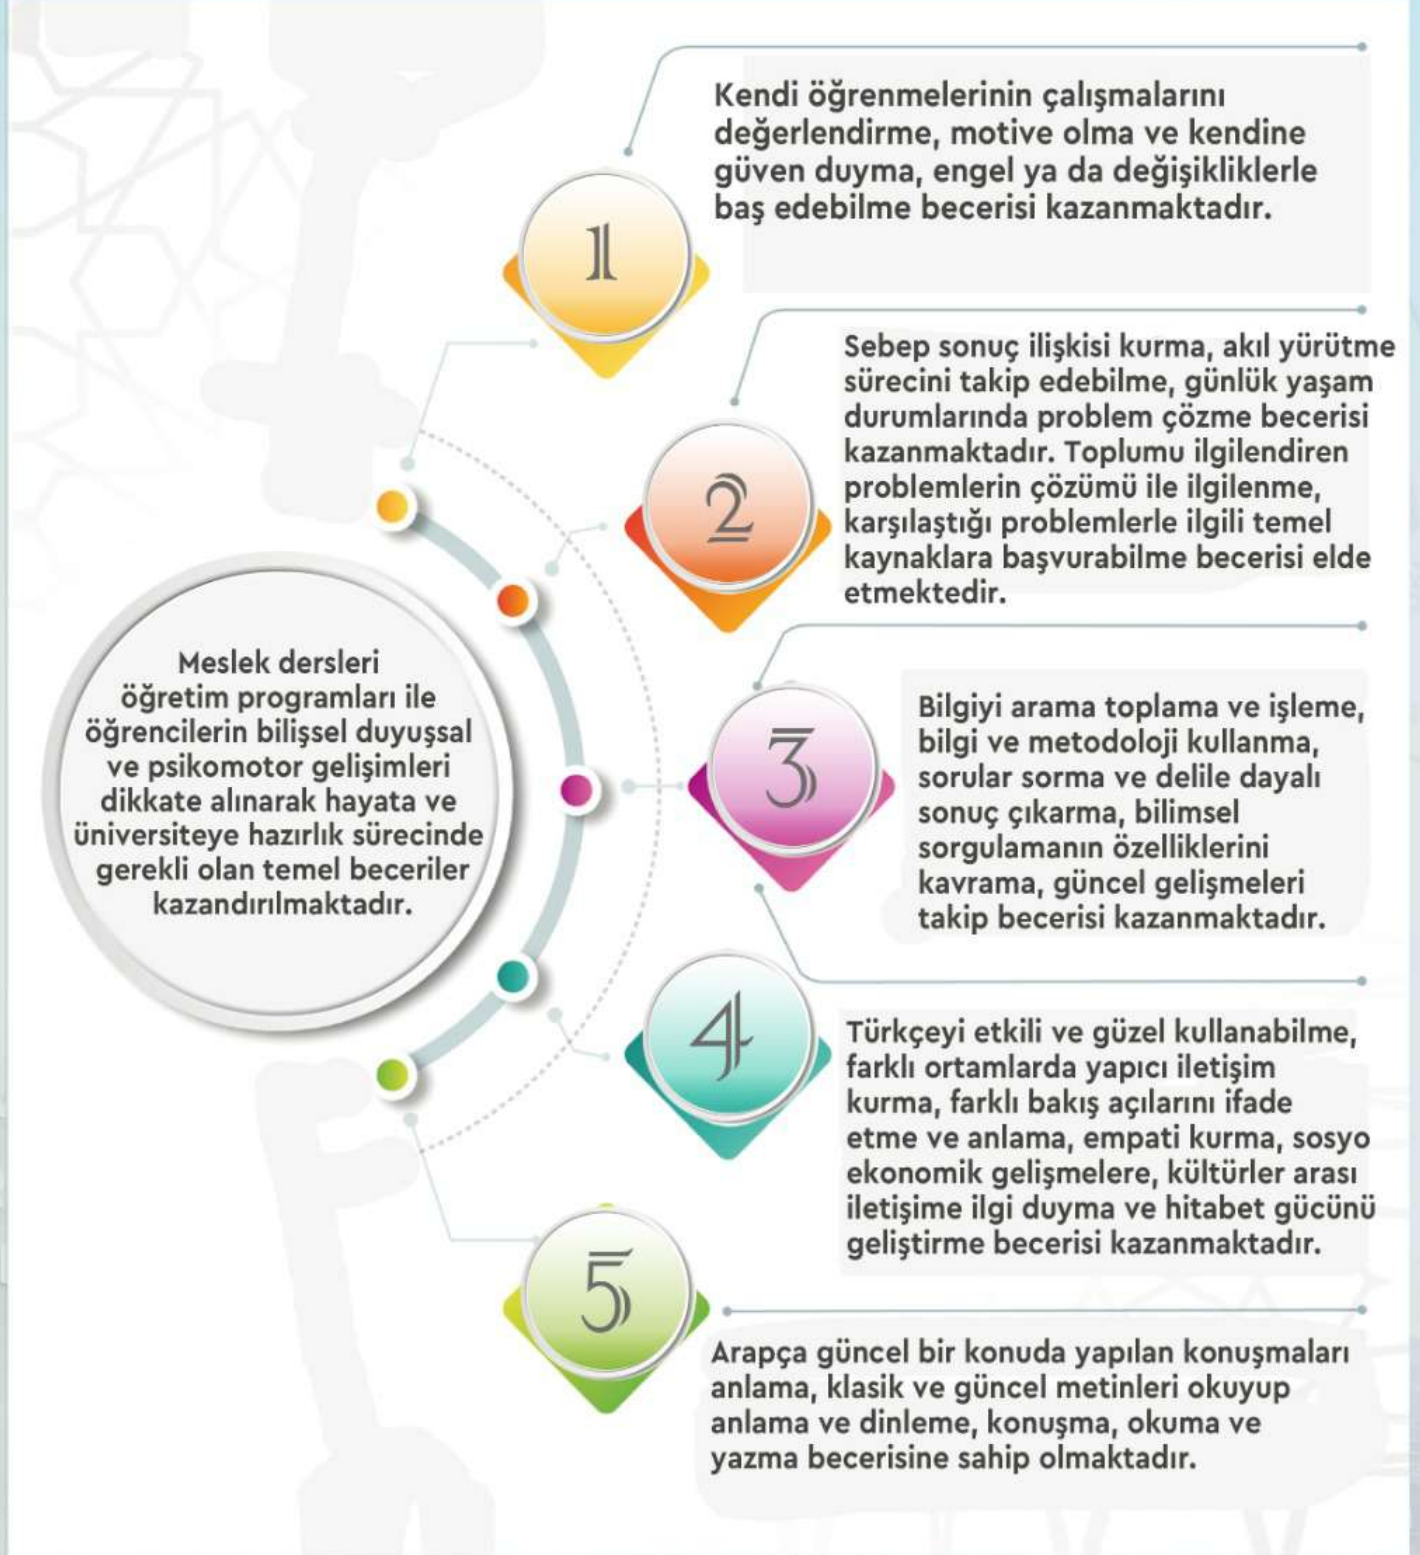 1
Kendi öğrenmelerinin çalışmalarını
değerlendirme, motive olma ve kendine
güven duyma, engel ya da değişikliklerle
baş edebilme becerisi kazanmaktadır.
2
Sebep sonuç ilişkisi kurma, akıl yürütme
sürecini takip edebilme, günlük yaşam
durumlarında problem çözme becerisi
kazanmaktadır. Toplumu ilgilendiren
problemlerin çözümü ile ilgilenme,
karşılaştığı problemlerle ilgili temel
kaynaklara başvurabilme becerisi elde
etmektedir.
Meslek dersleri
öğretim programları ile
öğrencilerin bilişsel duyuşsal
ve psikomotor gelişimleri
dikkate alınarak hayata ve
üniversiteye hazırlık sürecinde
gerekli olan temel beceriler
kazandırılmaktadır.
3
Bilgiyi arama toplama ve işleme,
bilgi ve metodoloji kullanma,
sorular sorma ve delile dayalı
sonuç çıkarma, bilimsel
sorgulamanın özelliklerini
kavrama, güncel gelişmeleri
takip becerisi kazanmaktadır.
4
Türkçeyi etkili ve güzel kullanabilme,
farklı ortamlarda yapıcı iletişim
kurma, farklı bakış açılarını ifade
etme ve anlama, empati kurma, sosyo
ekonomik gelişmelere, kültürler arası
iletişime ilgi duyma ve hitabet gücünü
geliştirme becerisi kazanmaktadır.
5
Arapça güncel bir konuda yapılan konuşmaları
anlama, klasik ve güncel metinleri okuyup
anlama ve dinleme, konuşma, okuma ve
yazma becerisine sahip olmaktadır.